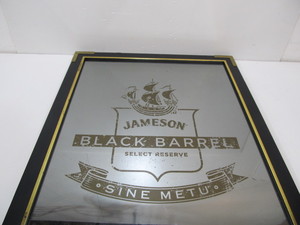 JAMESON
BLACK BARREL
SELECT RESERVE
SINE METU